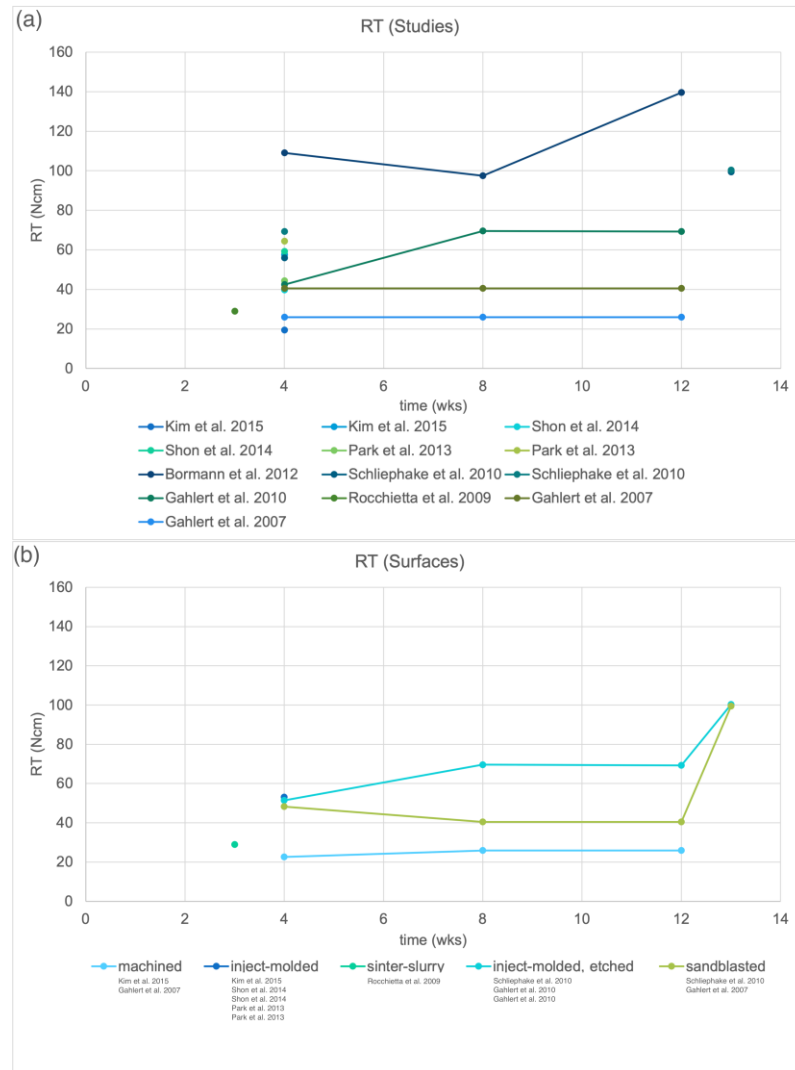 (a)
RT (Studies)
160
140
120
100
80
60
40
20
0
RT (Ncm)
0 2 4 6 8 10 12 14
time (wks)
Kim et al. 2015 Kim et al. 2015 Shon et al. 2014
Shon et al. 2014 Park et al. 2013 Park et al. 2013
Bormann et al. 2012 Schliephake et al. 2010 Schliephake et al. 2010
Gahlert et al. 2010 Rocchietta et al. 2009 Gahlert et al. 2007
Gahlert et al. 2007
(b)
RT (Surfaces)
160
140
120
100
80
60
40
20
0
RT (Ncm)
0 2 4 6 8 10 12 14
time (wks)
machined inject-molded sinter-slurry inject-molded, etched sandblasted
Kim et al. 2015 Kim et al. 2015 Rocchietta et al. 2009 Schliephake et al. 2010 Schliephake et al. 2010
Gahlert et al. 2007 Shon et al. 2014 Gahlert et al. 2010 Gahlert et al. 2007
Shon et al. 2014 Gahlert et al. 2010
Park et al. 2013
Park et al. 2013